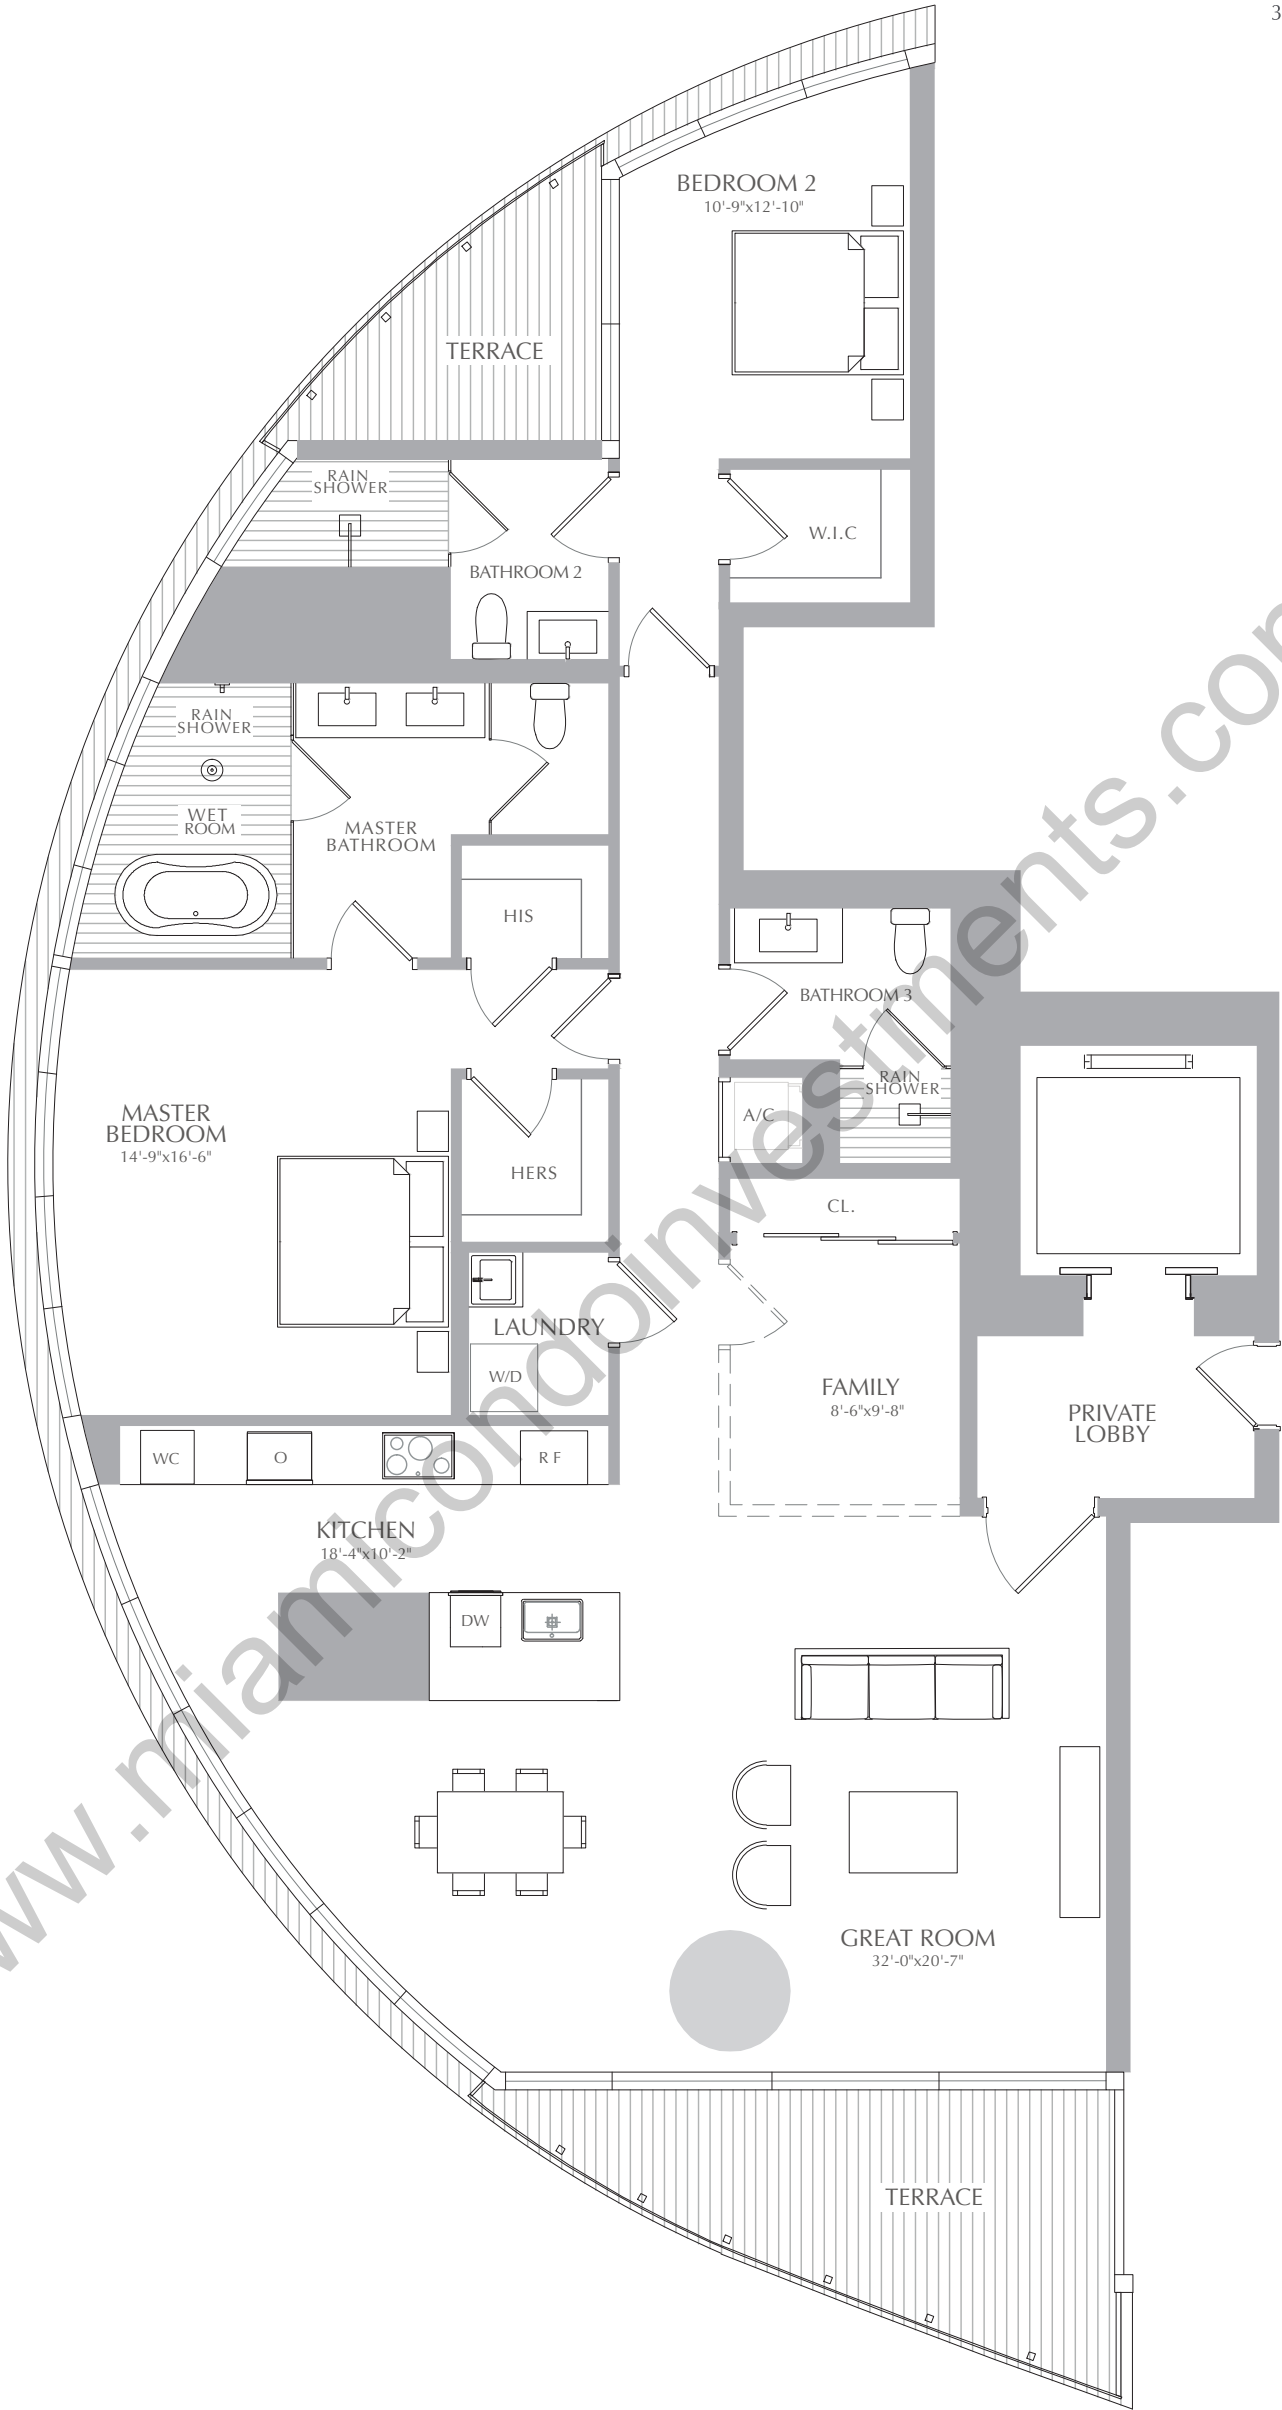 3
BEDROOM 2
10'-9"x12'-10"
TERRACE
RAIN
SHOWER
W.I.C
BATHROOM 2
RAIN
SHOWER
WET
ROOM
MASTER
BATHROOM
HIS
BATHROOM 3
RAIN
SHOWER
A/C
MASTER
BEDROOM
14'-9"x16'-6"
HERS
CL.
LAUNDRY
W/D
FAMILY
8'-6"x9'-8"
PRIVATE
LOBBY
WC
O
RF
KITCHEN
18'-4"x10'-2"
DW
GREAT ROOM
32'-0"x20'-7"
TERRACE
www.miamicondoinvestments.com